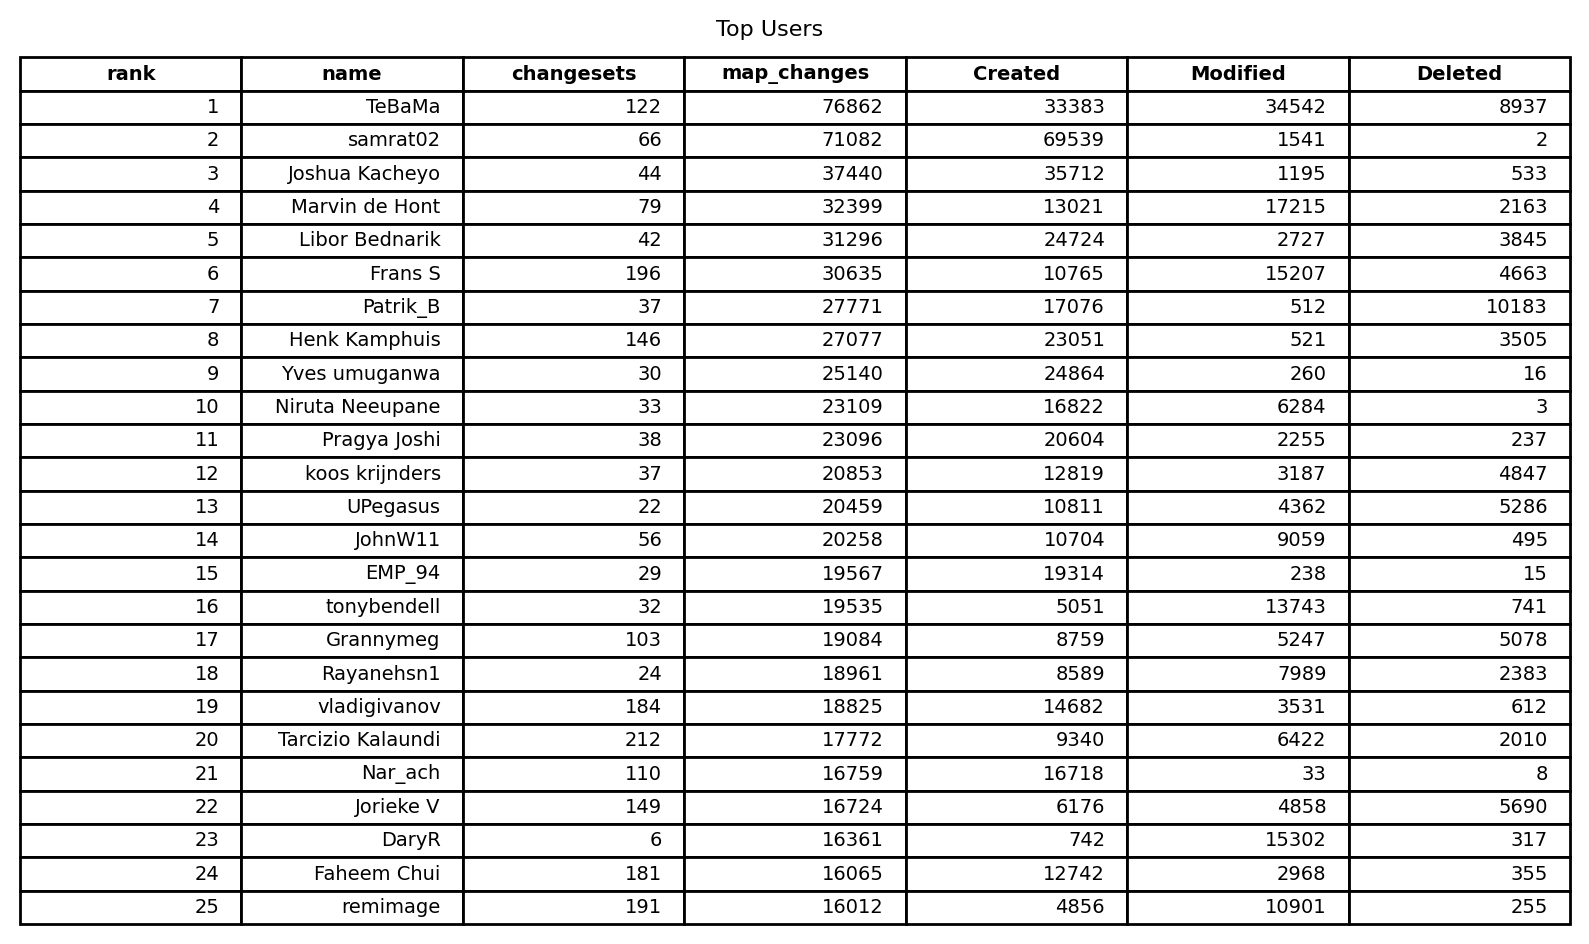 Top Users
rank name changesets map_changes Created Modified Deleted
1 TeBaMa 122 76862 33383 34542 8937
2 samrat02 66 71082 69539 1541 2
3 Joshua Kacheyo 44 37440 35712 1195 533
4 Marvin de Hont 79 32399 13021 17215 2163
5 Libor Bednarik 42 31296 24724 2727 3845
6 Frans S 196 30635 10765 15207 4663
7 Patrik_B 37 27771 17076 512 10183
8 Henk Kamphuis 146 27077 23051 521 3505
9 Yves umuganwa 30 25140 24864 260 16
10 Niruta Neeupane 33 23109 16822 6284 3
11 Pragya Joshi 38 23096 20604 2255 237
12 koos krijnders 37 20853 12819 3187 4847
13 UPegasus 22 20459 10811 4362 5286
14 JohnW11 56 20258 10704 9059 495
15 EMP_94 29 19567 19314 238 15
16 tonybendell 32 19535 5051 13743 741
17 Grannymeg 103 19084 8759 5247 5078
18 Rayanehsn1 24 18961 8589 7989 2383
19 vladigivanov 184 18825 14682 3531 612
20 Tarcizio Kalaundi 212 17772 9340 6422 2010
21 Nar_ach 110 16759 16718 33 8
22 Jorieke V 149 16724 6176 4858 5690
23 DaryR 6 16361 742 15302 317
24 Faheem Chui 181 16065 12742 2968 355
25 remimage 191 16012 4856 10901 255